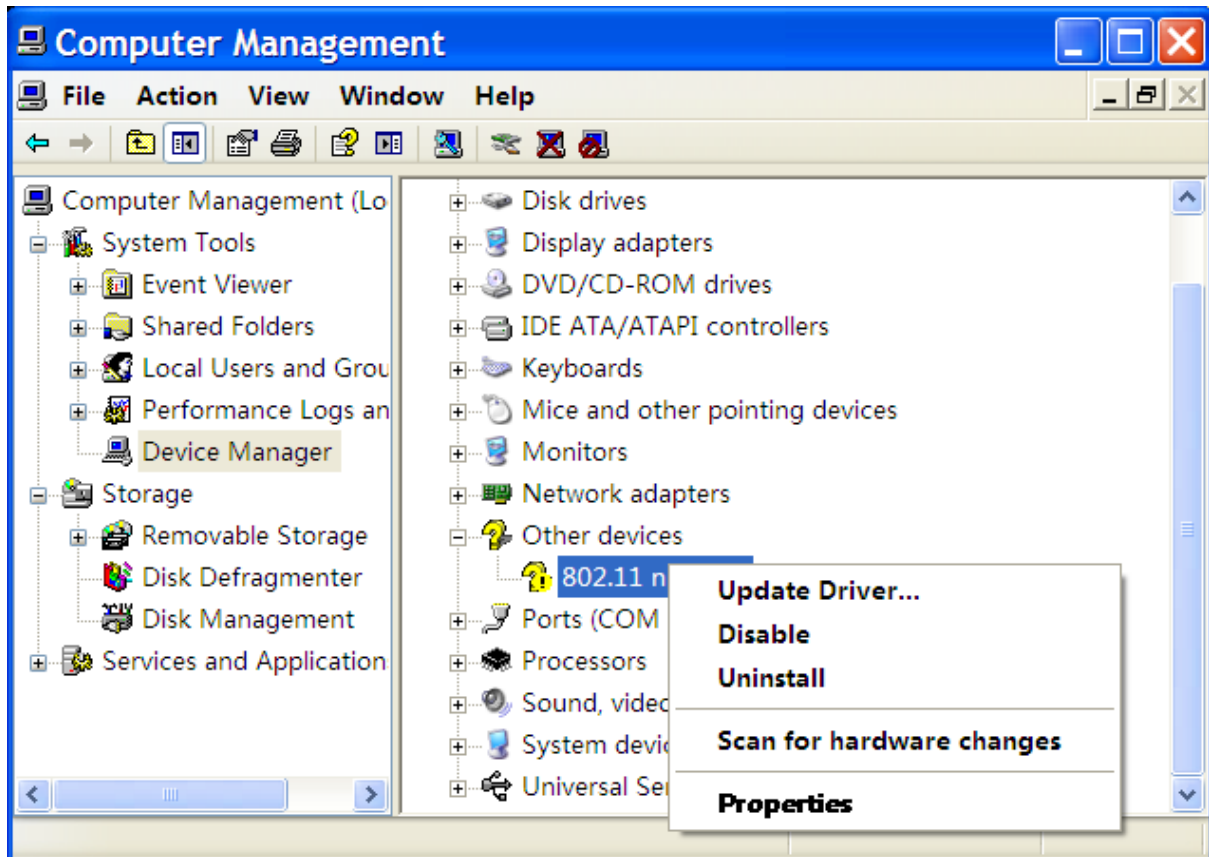 Computer Management
File Action View Window Help
Computer Management (Lo
System Tools
Event Viewer
Shared Folders
Local Users and Grou
Performance Logs an
Device Manager
Storage
Removable Storage
Disk Defragmenter
Disk Management
Services and Application
Disk drives
Display adapters
DVD/CD-ROM drives
IDE ATA/ATAPI controllers
Keyboards
Mice and other pointing devices
Monitors
Network adapters
Other devices
802.11 n
Ports (COM
Processors
Sound, videc
System devic
Universal Ser
Update Driver...
Disable
Uninstall
Scan for hardware changes
Properties